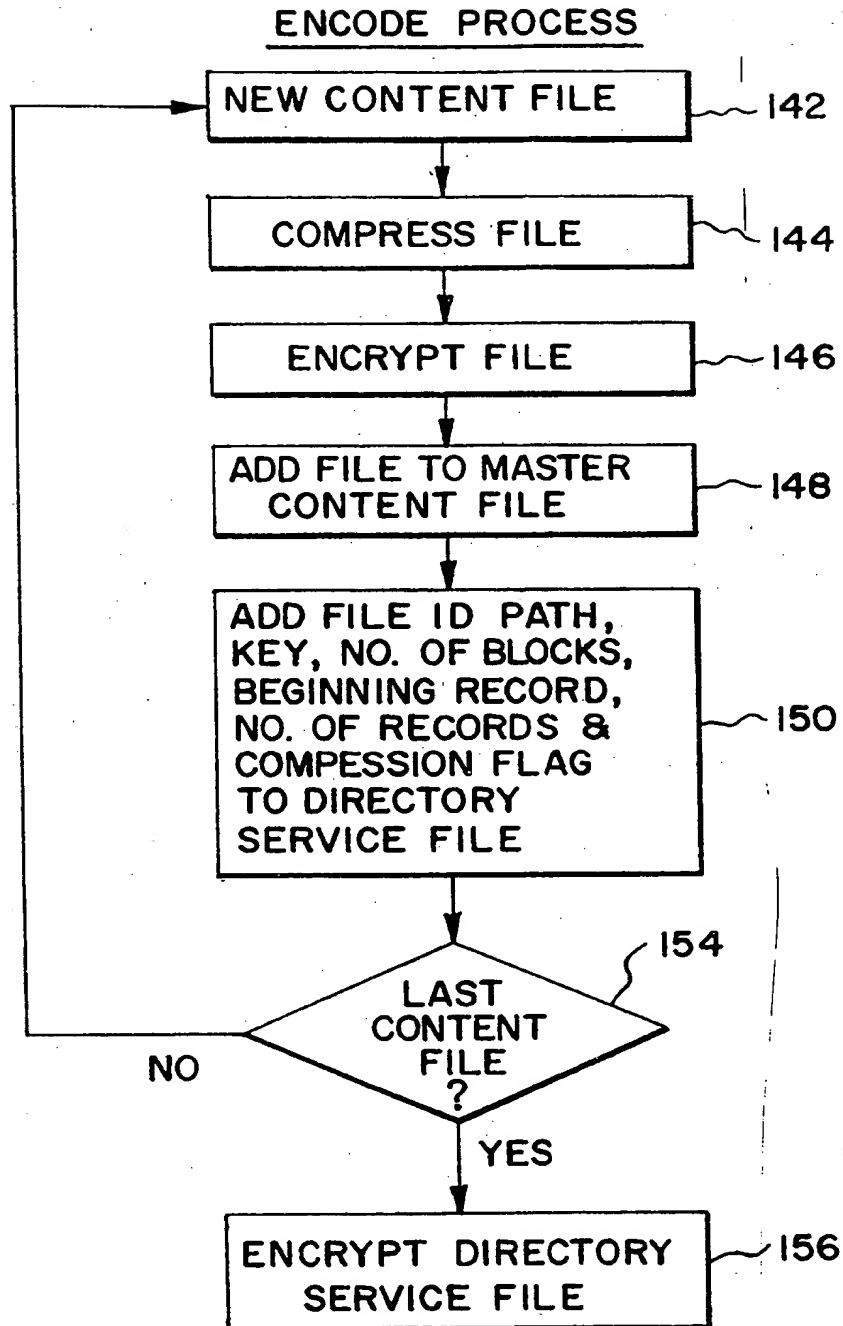 ENCODE PROCESS
NEW CONTENT FILE
142
COMPRESS FILE
144
ENCRYPT FILE
146
ADD FILE TO MASTER
CONTENT FILE
148
ADD FILE ID PATH,
KEY, NO. OF BLOCKS,
BEGINNING RECORD,
NO. OF RECORDS &
COMPESSION FLAG
TO DIRECTORY
SERVICE FILE
150
154
LAST
CONTENT
FILE
?
NO
YES
ENCRYPT DIRECTORY
SERVICE FILE
156